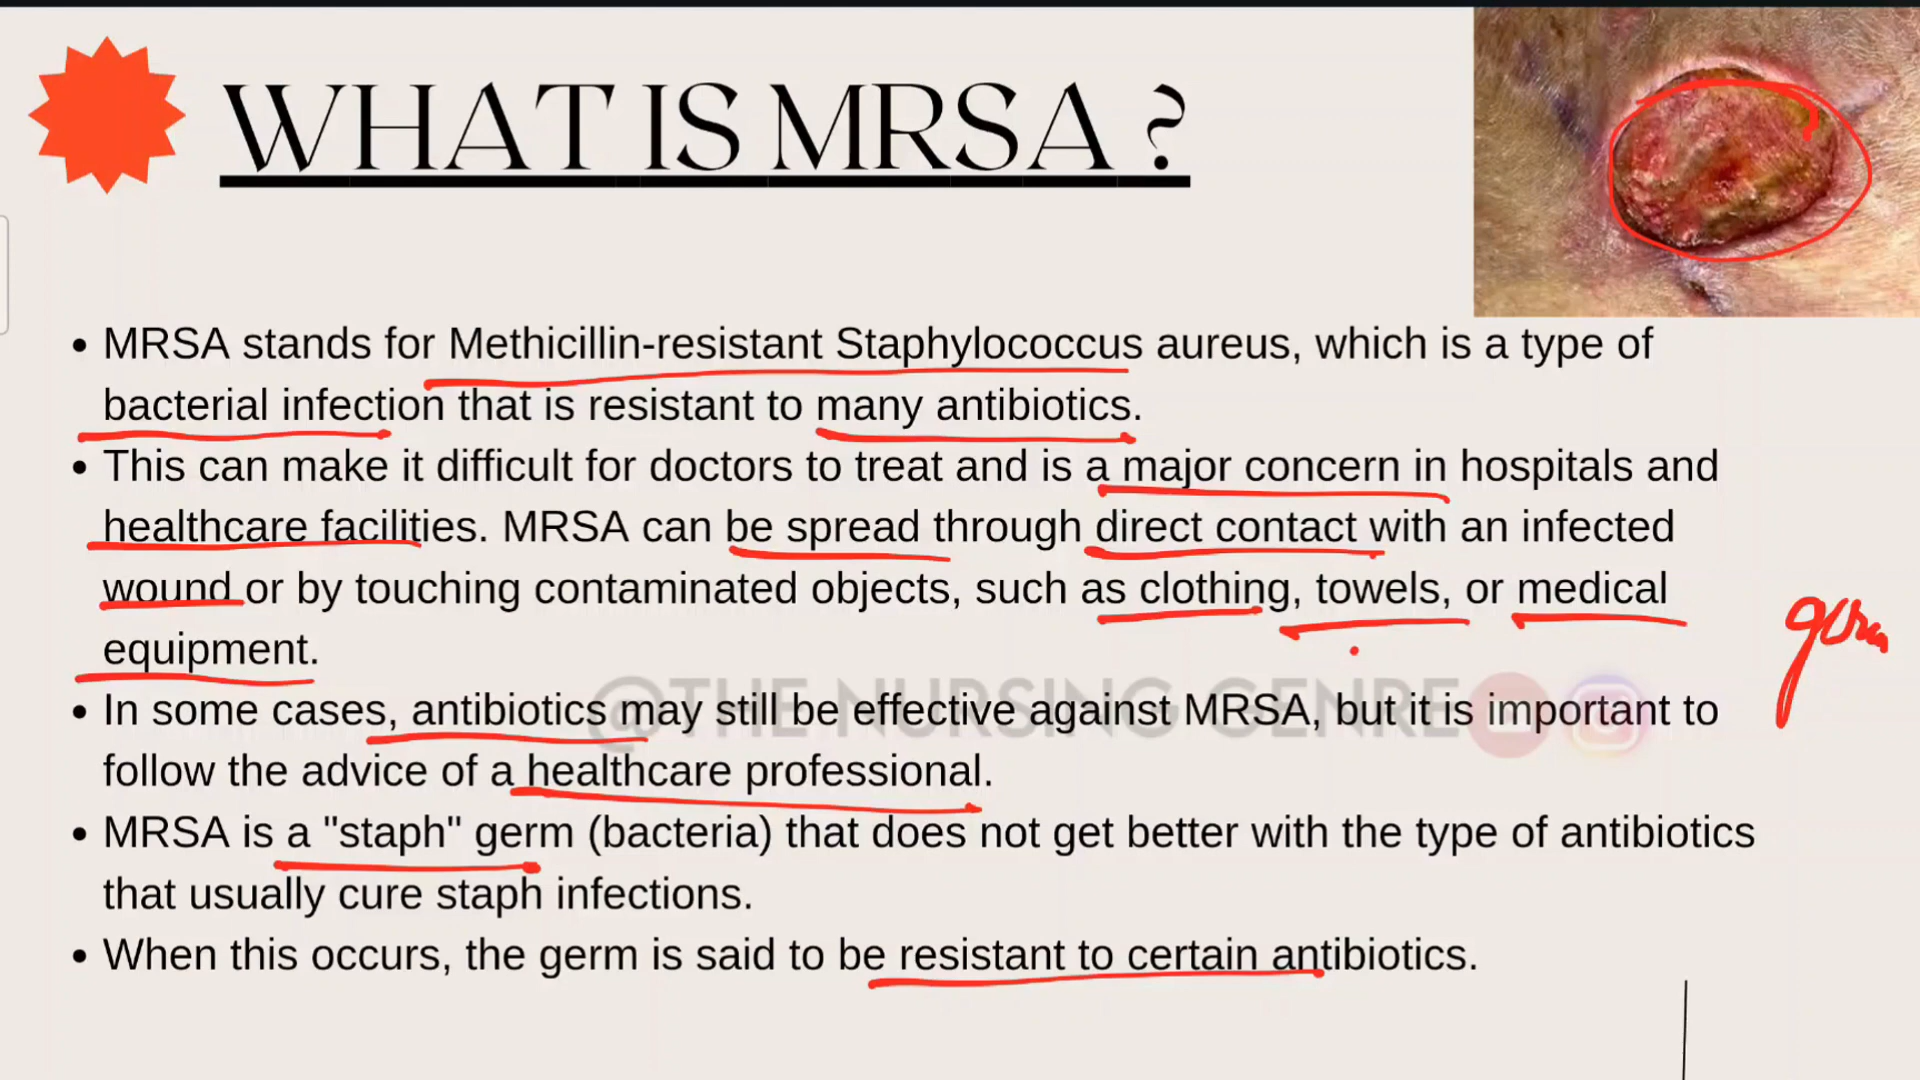 WHAT IS MRSA ?
• MRSA stands for Methicillin-resistant Staphylococcus aureus, which is a type of
bacterial infection that is resistant to many antibiotics.
• This can make it difficult for doctors to treat and is a major concern in hospitals and
healthcare facilities. MRSA can be spread through direct contact with an infected
wound or by touching contaminated objects, such as clothing, towels, or medical
equipment.
germ
@THE NURSING GENRE
• In some cases, antibiotics may still be effective against MRSA, but it is important to
follow the advice of a healthcare professional.
• MRSA is a "staph" germ (bacteria) that does not get better with the type of antibiotics
that usually cure staph infections.
• When this occurs, the germ is said to be resistant to certain antibiotics.